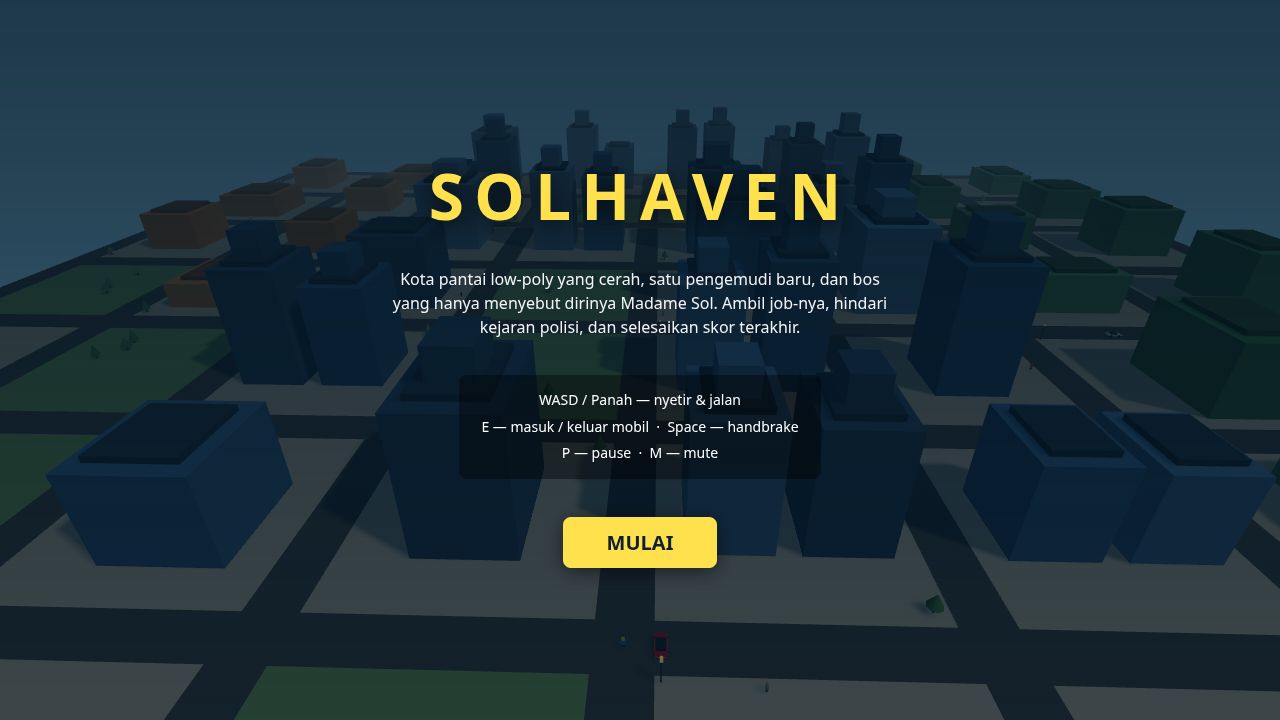 SOLHAVEN
Kota pantai low-poly yang cerah, satu pengemudi baru, dan bos
yang hanya menyebut dirinya Madame Sol. Ambil job-nya, hindari
kejaran polisi, dan selesaikan skor terakhir.
WASD / Panah — nyetir & jalan
E — masuk / keluar mobil · Space — handbrake
P — pause · M — mute
MULAI